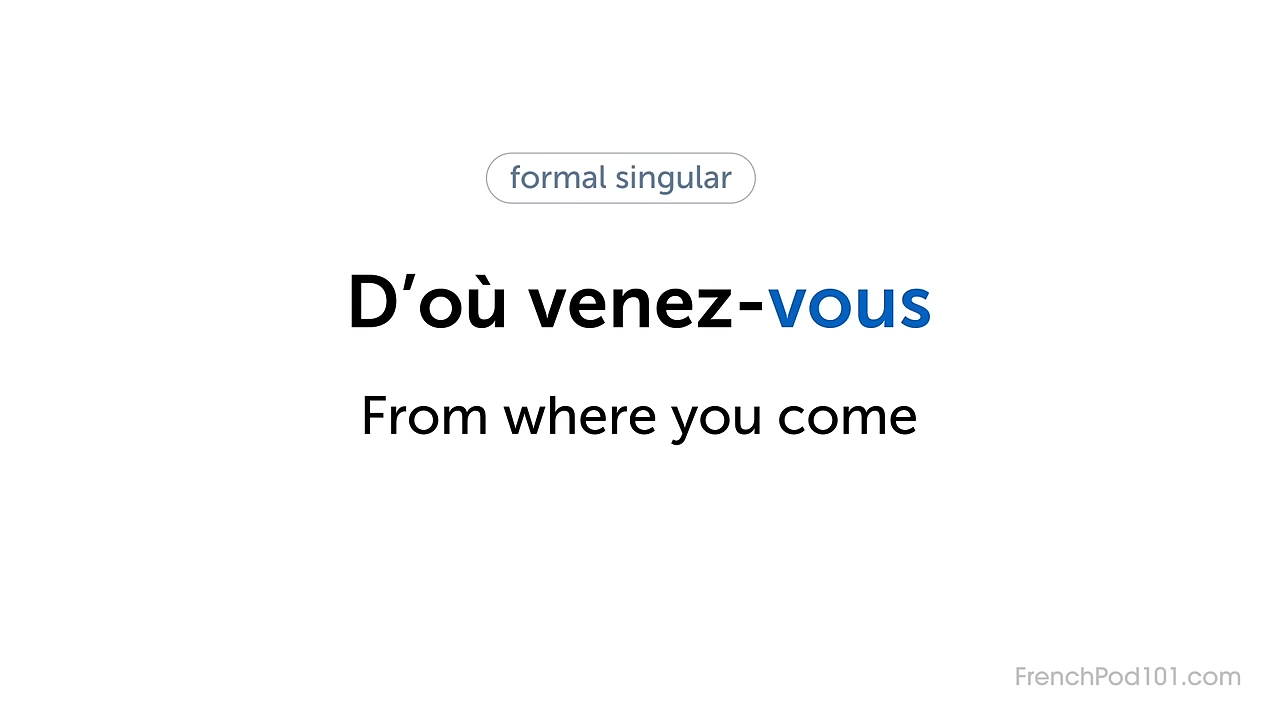 formal singular
D’où venez-vous
From where you come
FrenchPod101.com